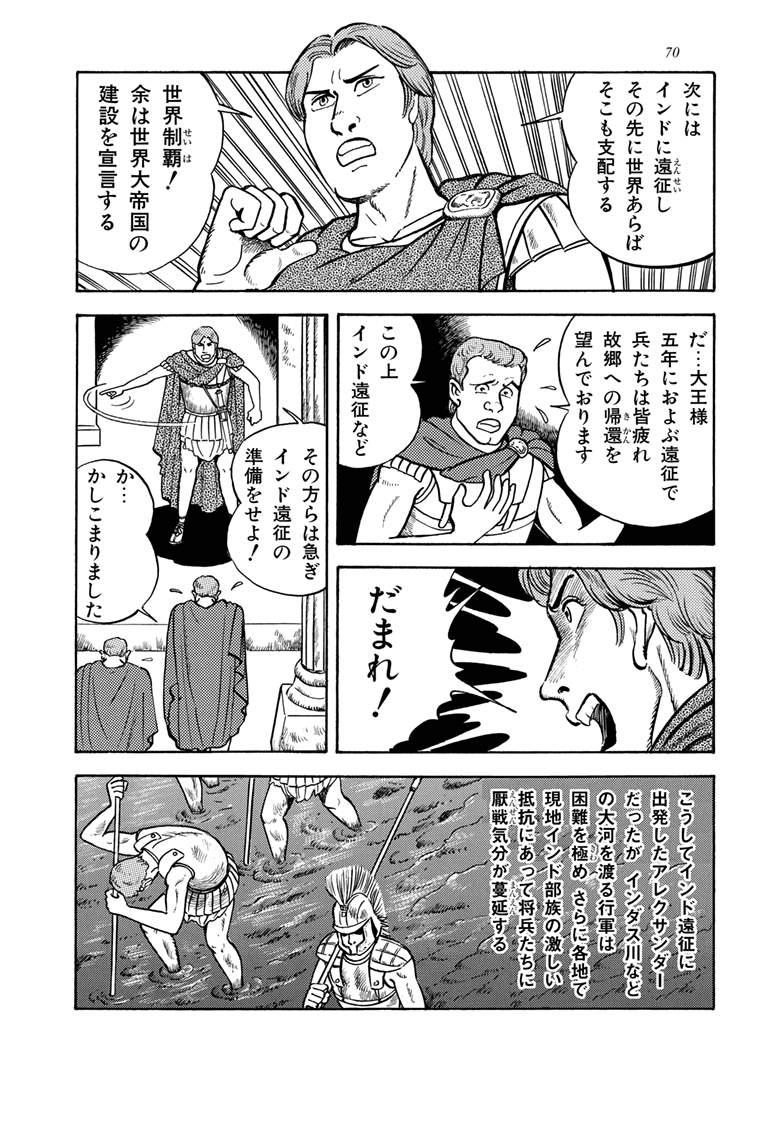 70
次には
インドに遠征し
その先に世界あらば
そこも支配する
世界制覇!
余は世界大帝国の
建設を宣言する
だ…大王様
五年におよぶ遠征で
兵たちは皆疲れ
故郷への帰還を
望んでおります
この上
インド遠征など
だまれ!
その方らは急ぎ
インド遠征の
準備をせよ!
か…
かしこまりました
こうしてインド遠征に
出発したアレクサンダー
だったが インダス川など
の大河を渡る行軍は
困難を極め さらに各地で
現地インド部族の激しい
抵抗にあって将兵たちに
厭戦気分が蔓延する